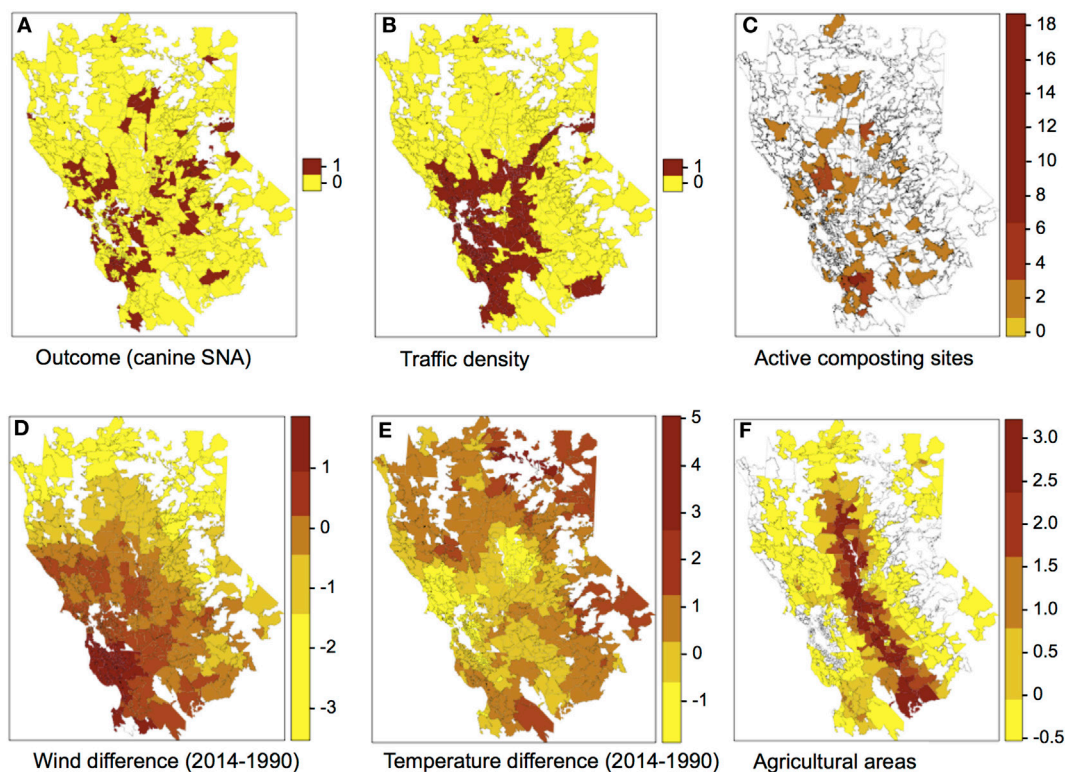 A
B
C
1
0
1
0
18
16
14
12
10
8
6
4
2
0
Outcome (canine SNA)
Traffic density
Active composting sites
D
E
F
1
0
-1
-2
-3
5
4
3
2
1
0
-1
3.0
2.5
2.0
1.5
1.0
0.5
0
-0.5
Wind difference (2014-1990)
Temperature difference (2014-1990)
Agricultural areas